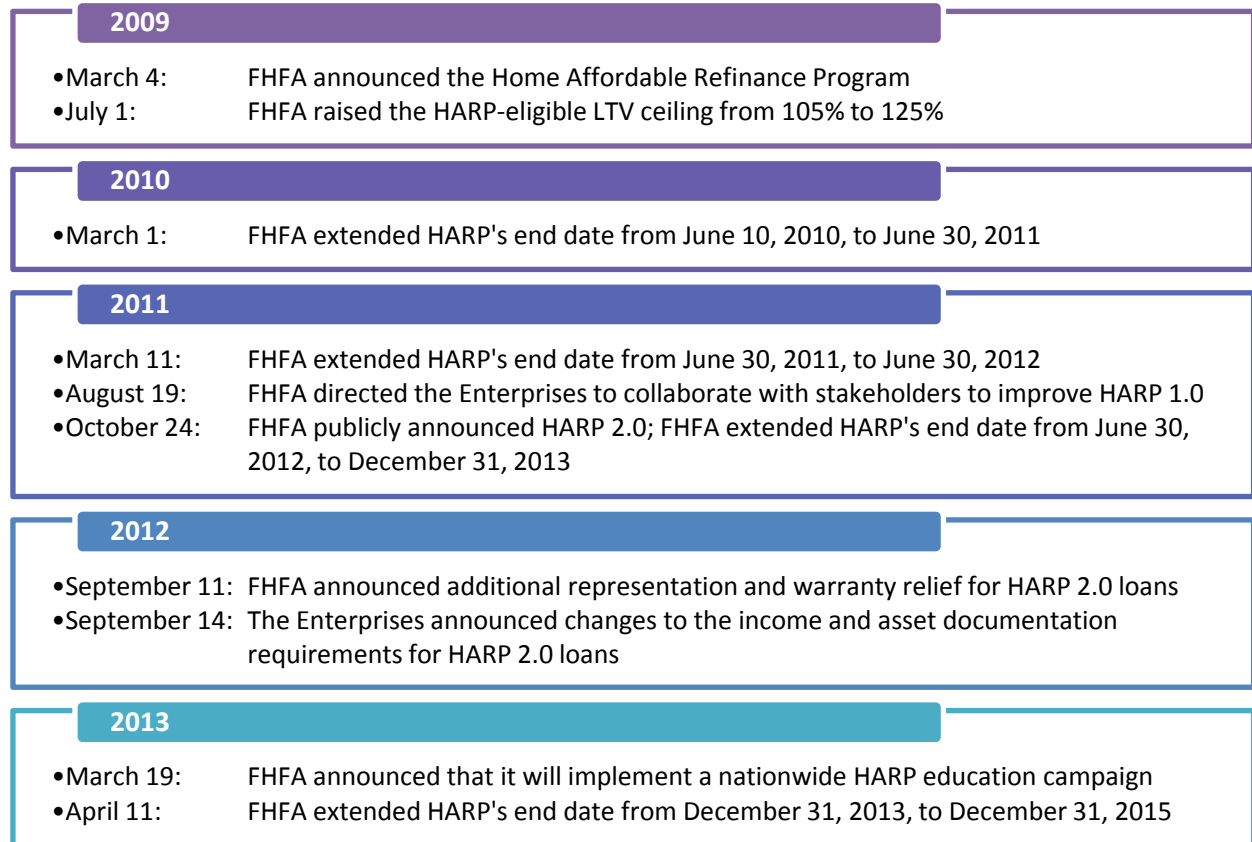 2009
•March 4: FHFA announced the Home Affordable Refinance Program
•July 1: FHFA raised the HARP-eligible LTV ceiling from 105% to 125%
2010
•March 1: FHFA extended HARP's end date from June 10, 2010, to June 30, 2011
2011
•March 11: FHFA extended HARP's end date from June 30, 2011, to June 30, 2012
•August 19: FHFA directed the Enterprises to collaborate with stakeholders to improve HARP 1.0
•October 24: FHFA publicly announced HARP 2.0; FHFA extended HARP's end date from June 30,
2012, to December 31, 2013
2012
•September 11: FHFA announced additional representation and warranty relief for HARP 2.0 loans
•September 14: The Enterprises announced changes to the income and asset documentation
requirements for HARP 2.0 loans
2013
•March 19: FHFA announced that it will implement a nationwide HARP education campaign
•April 11: FHFA extended HARP's end date from December 31, 2013, to December 31, 2015